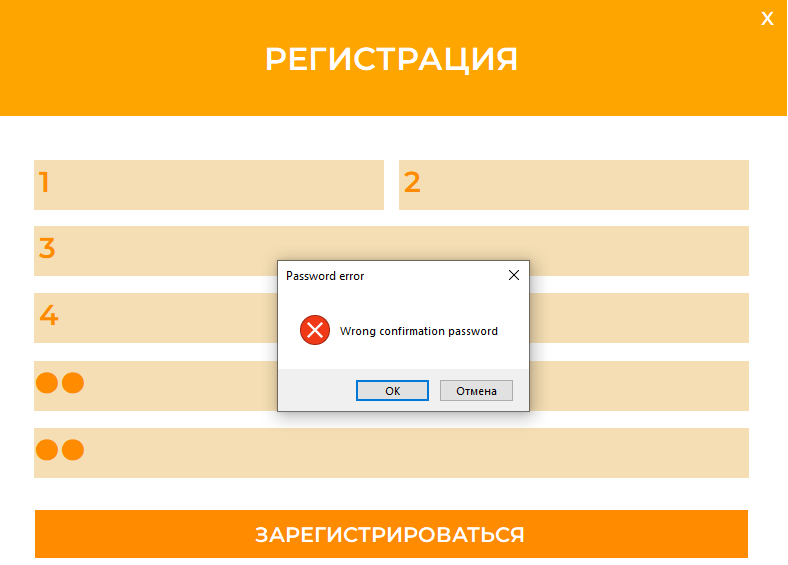 X
РЕГИСТРАЦИЯ
1
2
3
Password error
4
Wrong confirmation password
●●
OK
Отмена
●●
ЗАРЕГИСТРИРОВАТЬСЯ